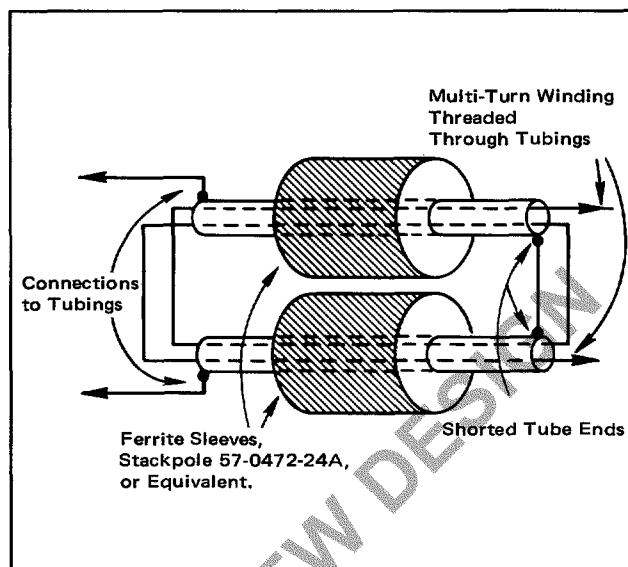 Multi-Turn Winding
Threaded
Through Tubings
Connections
to Tubings
Ferrite Sleeves,
Stackpole 57-0472-24A,
or Equivalent.
Shorted Tube Ends
EW DESIGN